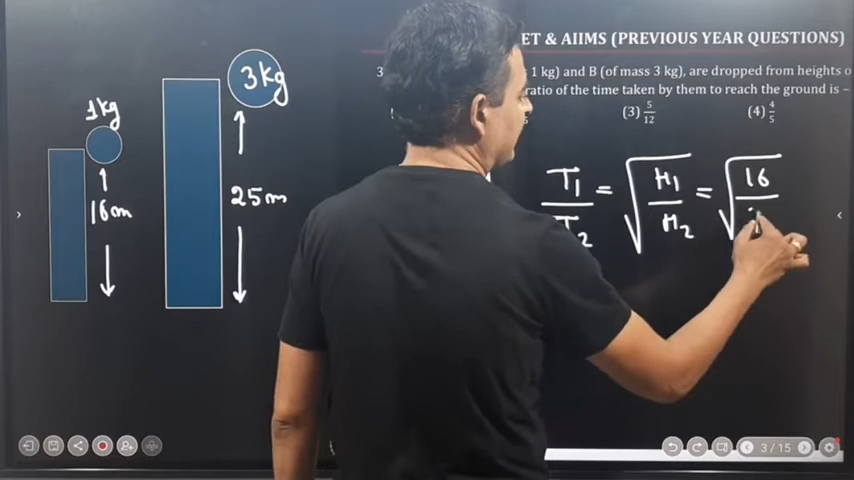 ET & AIIMS (PREVIOUS YEAR QUESTIONS)
3
1 kg) and B (of mass 3 kg), are dropped from heights o
ratio of the time taken by them to reach the ground is –
(3) 5/12
(4) 4/5
1kg
3kg
16m
25m
T₁/T₂ = √H₁/H₂ = √16/
3 / 15